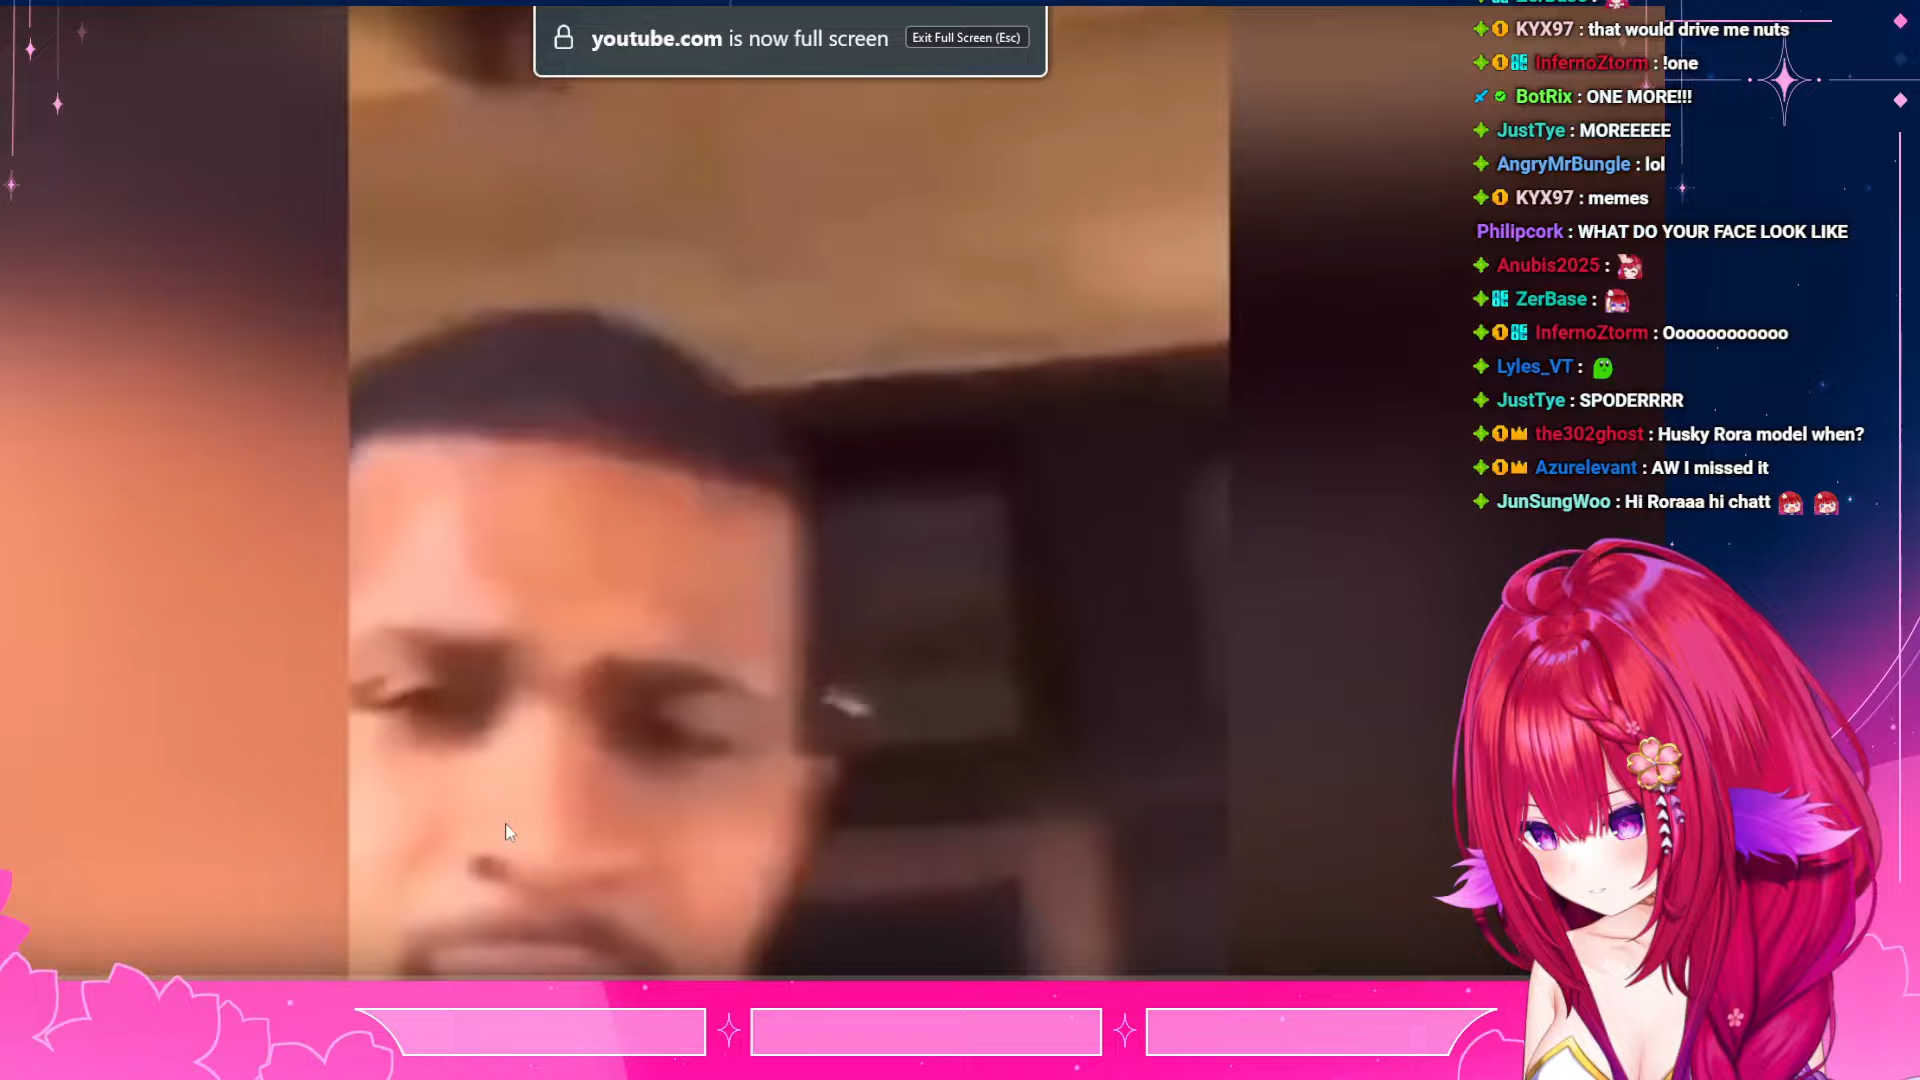 youtube.com is now full screen Exit Full Screen (Esc)
KYX97 : that would drive me nuts
InfernoZtorm : !one
BotRix : ONE MORE!!!
JustTye : MOREEEEE
AngryMrBungle : lol
KYX97 : memes
Philipcork : WHAT DO YOUR FACE LOOK LIKE
Anubis2025 :
ZerBase :
InfernoZtorm : Ooooooooooo
Lyles_VT :
JustTye : SPODERRRR
the302ghost : Husky Rora model when?
Azurelevant : AW I missed it
JunSungWoo : Hi Roraaa hi chatt